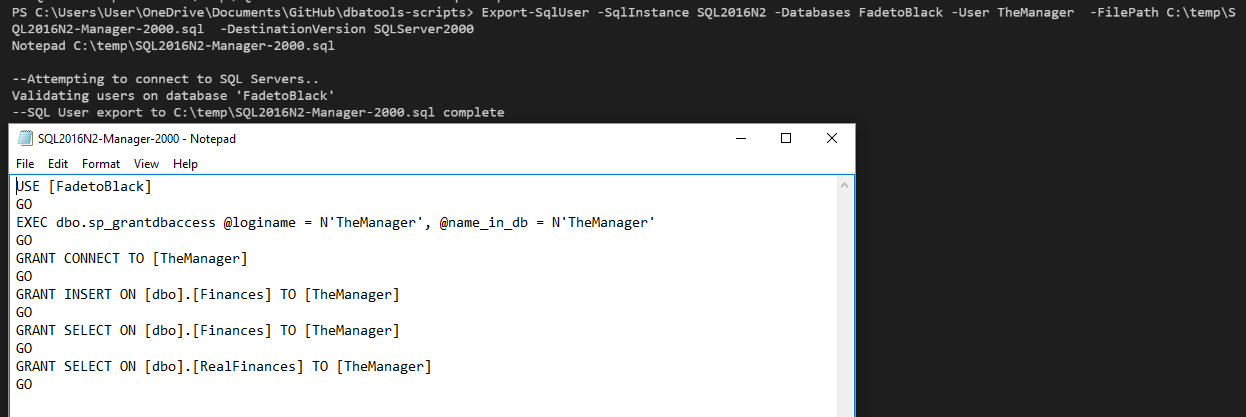 PS C:\Users\User\OneDrive\Documents\GitHub\dbatools-scripts> Export-SqlUser -SqlInstance SQL2016N2 -Databases FadetoBlack -User TheManager  -FilePath C:\temp\S
QL2016N2-Manager-2000.sql  -DestinationVersion SQLServer2000
Notepad C:\temp\SQL2016N2-Manager-2000.sql
--Attempting to connect to SQL Servers..
Validating users on database 'FadetoBlack'
--SQL User export to C:\temp\SQL2016N2-Manager-2000.sql complete
SQL2016N2-Manager-2000 - Notepad
File Edit Format View Help
USE [FadetoBlack]
GO
EXEC dbo.sp_grantdbaccess @loginame = N'TheManager', @name_in_db = N'TheManager'
GO
GRANT CONNECT TO [TheManager]
GO
GRANT INSERT ON [dbo].[Finances] TO [TheManager]
GO
GRANT SELECT ON [dbo].[Finances] TO [TheManager]
GO
GRANT SELECT ON [dbo].[RealFinances] TO [TheManager]
GO